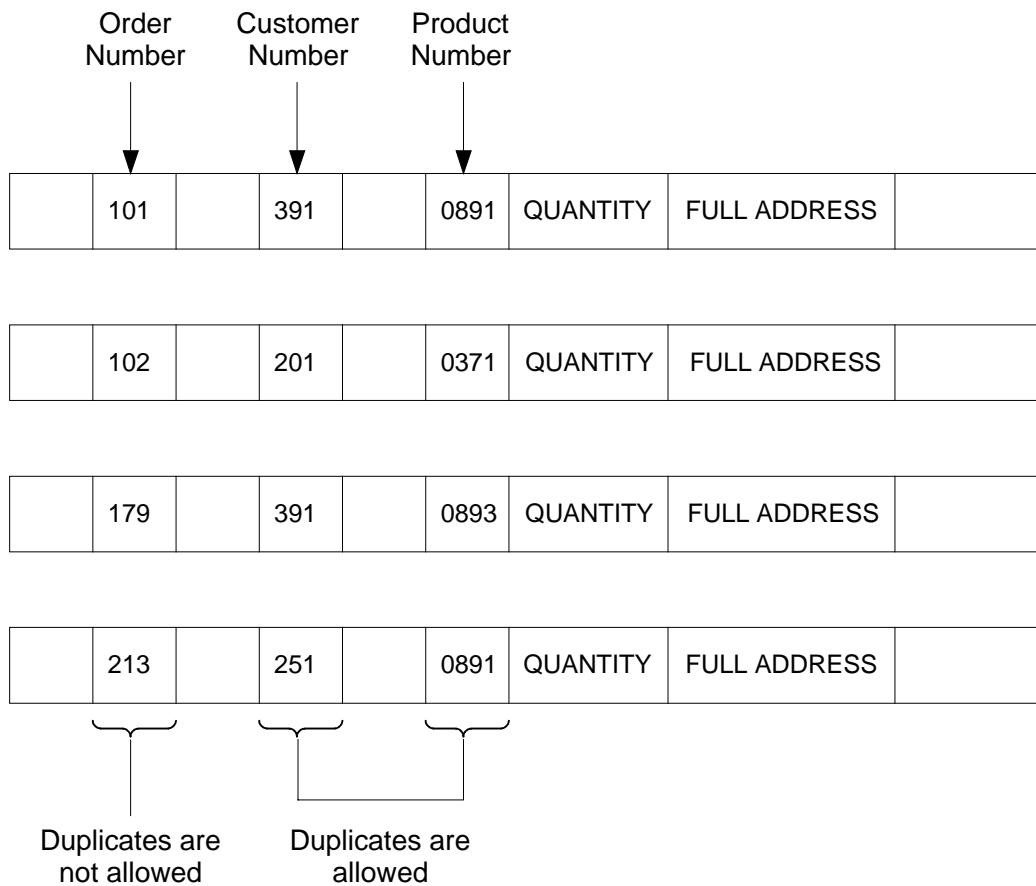 Order Number
Customer Number
Product Number
101 391 0891 QUANTITY FULL ADDRESS
102 201 0371 QUANTITY FULL ADDRESS
179 391 0893 QUANTITY FULL ADDRESS
213 251 0891 QUANTITY FULL ADDRESS
Duplicates are
not allowed
Duplicates are
allowed